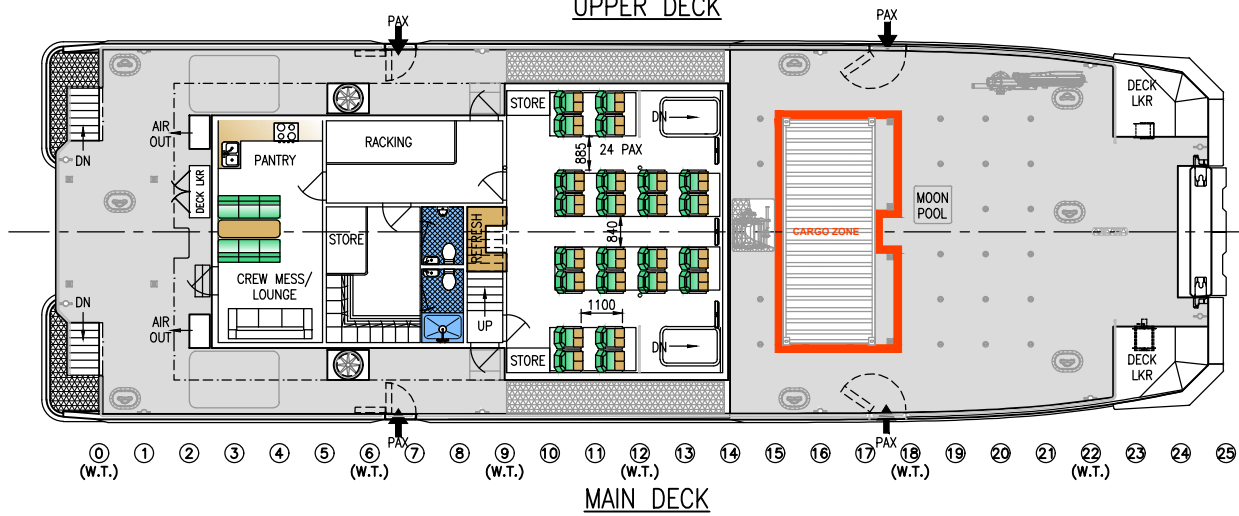 UPPER DECK
PAX
PAX
DECK
LKR
AIR
OUT
DN
PANTRY
RACKING
STORE
885
24 PAX
DN
DECK LKR
MOON
POOL
STORE
REFRESH
840
CARGO ZONE
CREW MESS/
LOUNGE
DN
AIR
OUT
UP
1100
STORE
DN
DECK
LKR
PAX
PAX
0 1 2 3 4 5 6 7 8 9 10 11 12 13 14 15 16 17 18 19 20 21 22 23 24 25
(W.T.) (W.T.) (W.T.) (W.T.) (W.T.) (W.T.)
MAIN DECK